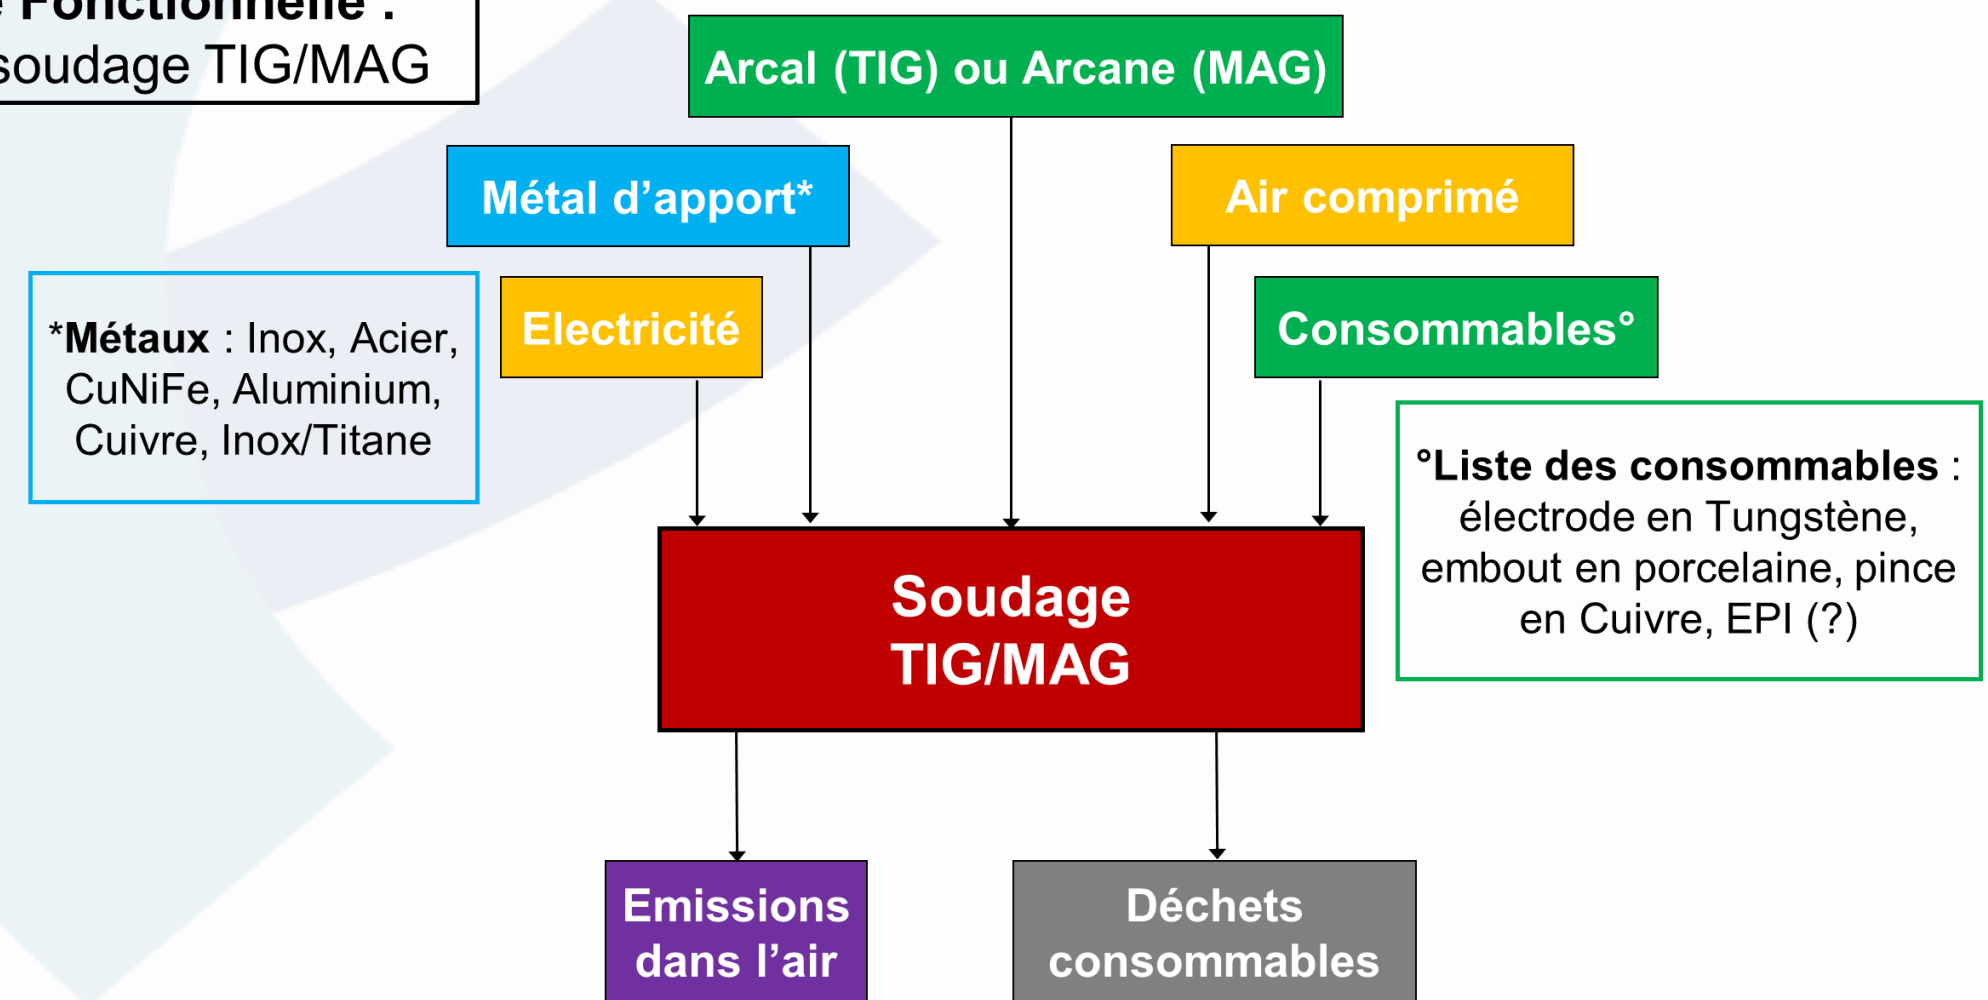 Fonctionnelle :
soudage TIG/MAG
Arcal (TIG) ou Arcane (MAG)
Métal d’apport*
Air comprimé
Electricité
Consommables°
*Métaux : Inox, Acier,
CuNiFe, Aluminium,
Cuivre, Inox/Titane
°Liste des consommables :
électrode en Tungstène,
embout en porcelaine, pince
en Cuivre, EPI (?)
Soudage
TIG/MAG
Emissions
dans l’air
Déchets
consommables